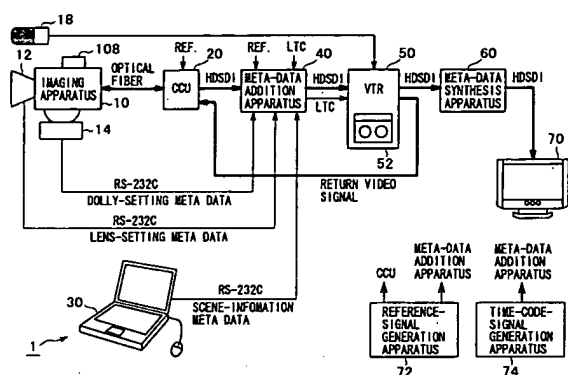 18
12
108
REF.
20
REF.
LTC
40
50
60
IMAGING
APPARATUS
OPTICAL
FIBER
CCU
HDSDI
META-DATA
ADDITION
APPARATUS
HDSDI
LTC
VTR
HDSDI
META-DATA
SYNTHESIS
APPARATUS
HDSDI
10
14
52
70
RS-232C
DOLLY-SETTING META DATA
RETURN VIDEO
SIGNAL
RS-232C
LENS-SETTING META DATA
RS-232C
SCENE-INFOMATION
META DATA
30
1
CCU
META-DATA
ADDITION
APPARATUS
META-DATA
ADDITION
APPARATUS
REFERENCE-
SIGNAL
GENERATION
APPARATUS
TIME-CODE-
SIGNAL
GENERATION
APPARATUS
72
74